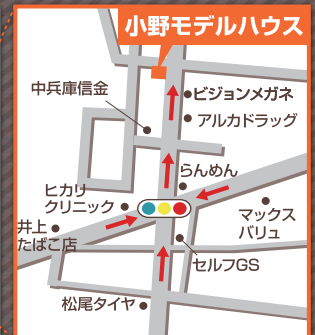 小野モデルハウス
中兵庫信金
ビジョンメガネ
アルカドラッグ
らんめん
ヒカリ
クリニック
マックス
バリュ
井上
たばこ店
セルフGS
松尾タイヤ